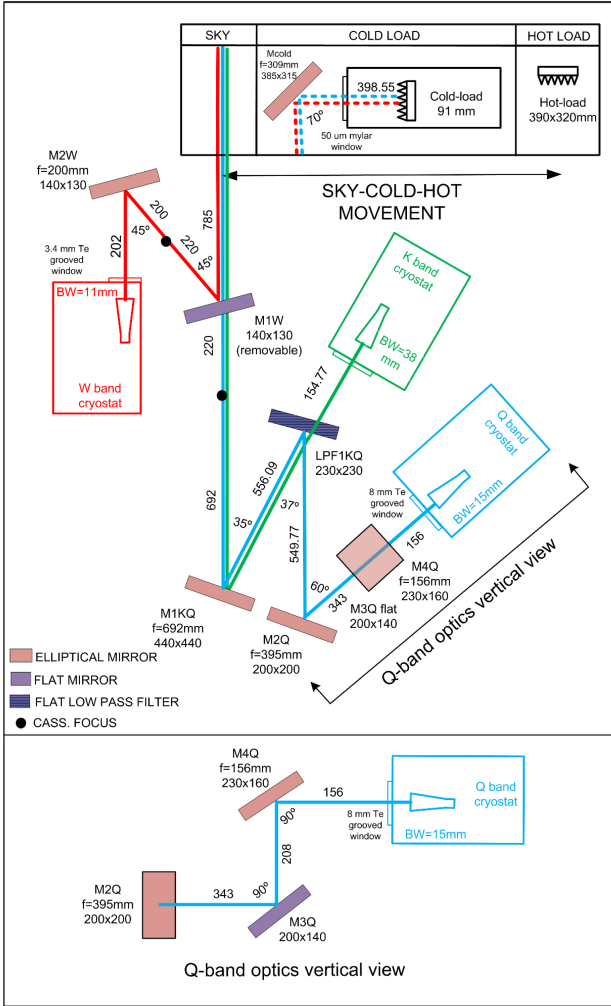 SKY
COLD LOAD
HOT LOAD
Mcold
f=309mm
385x315
398.55
70º
Cold-load
91 mm
50 um mylar
window
Hot-load
390x320mm
SKY-COLD-HOT
MOVEMENT
M2W
f=200mm
140x130
785
200
220
45º
45º
202
3.4 mm Te
grooved
window
BW=11mm
W band
cryostat
M1W
140x130
(removable)
220
K band
cryostat
BW=38
mm
154.77
LPF1KQ
230x230
556.09
37º
35º
692
549.77
Q band
cryostat
BW=15mm
8 mm Te
grooved
window
156
M4Q
f=156mm
230x160
60º
343
M3Q flat
200x140
M1KQ
f=692mm
440x440
M2Q
f=395mm
200x200
Q-band optics vertical view
ELLIPTICAL MIRROR
FLAT MIRROR
FLAT LOW PASS FILTER
CASS. FOCUS
M4Q
f=156mm
230x160
156
90º
8 mm Te
grooved
window
Q band
cryostat
BW=15mm
208
M2Q
f=395mm
200x200
343
90º
M3Q
200x140
Q-band optics vertical view